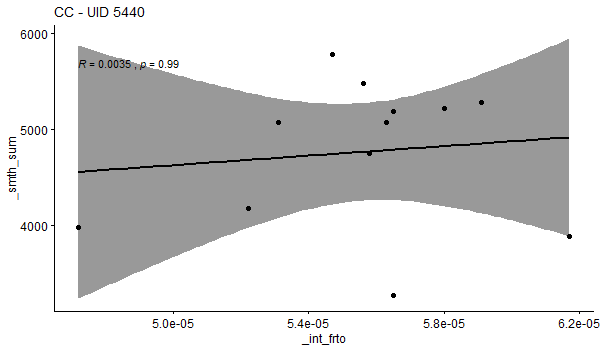 CC - UID 5440
R = 0.0035 , p = 0.99
6000
5000
4000
_smth_sum
5.0e-05 5.4e-05 5.8e-05 6.2e-05
_int_frto